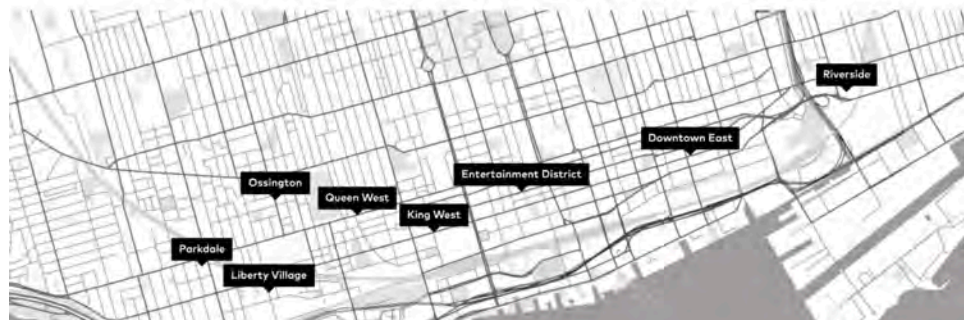 Riverside
Downtown East
Entertainment District
Ossington
Queen West
King West
Parkdale
Liberty Village